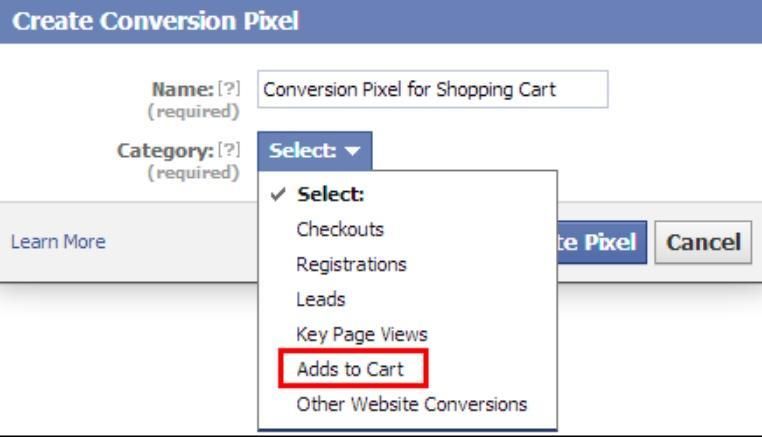 Create Conversion Pixel
Name: [?]
(required)
Conversion Pixel for Shopping Cart
Category: [?]
(required)
Select:
Select:
Checkouts
Registrations
Leads
Key Page Views
Adds to Cart
Other Website Conversions
Learn More
Pixel
Cancel